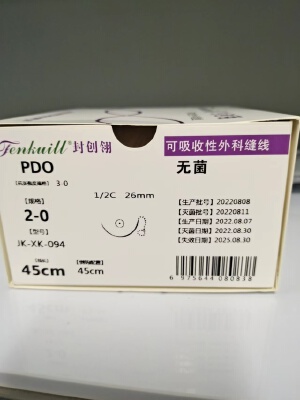 Fenkuill 封创翎
可吸收性外科缝线
PDO
无菌
3.0
1/2C 26mm
【规格】
2-0
【型号】
JK-XK-094
【生产批号】20220808
【灭菌批号】20220811
【生产日期】2022.08.07
【灭菌日期】2022.08.30
【失效日期】2025.08.30
45cm
45cm
6 975644 080838